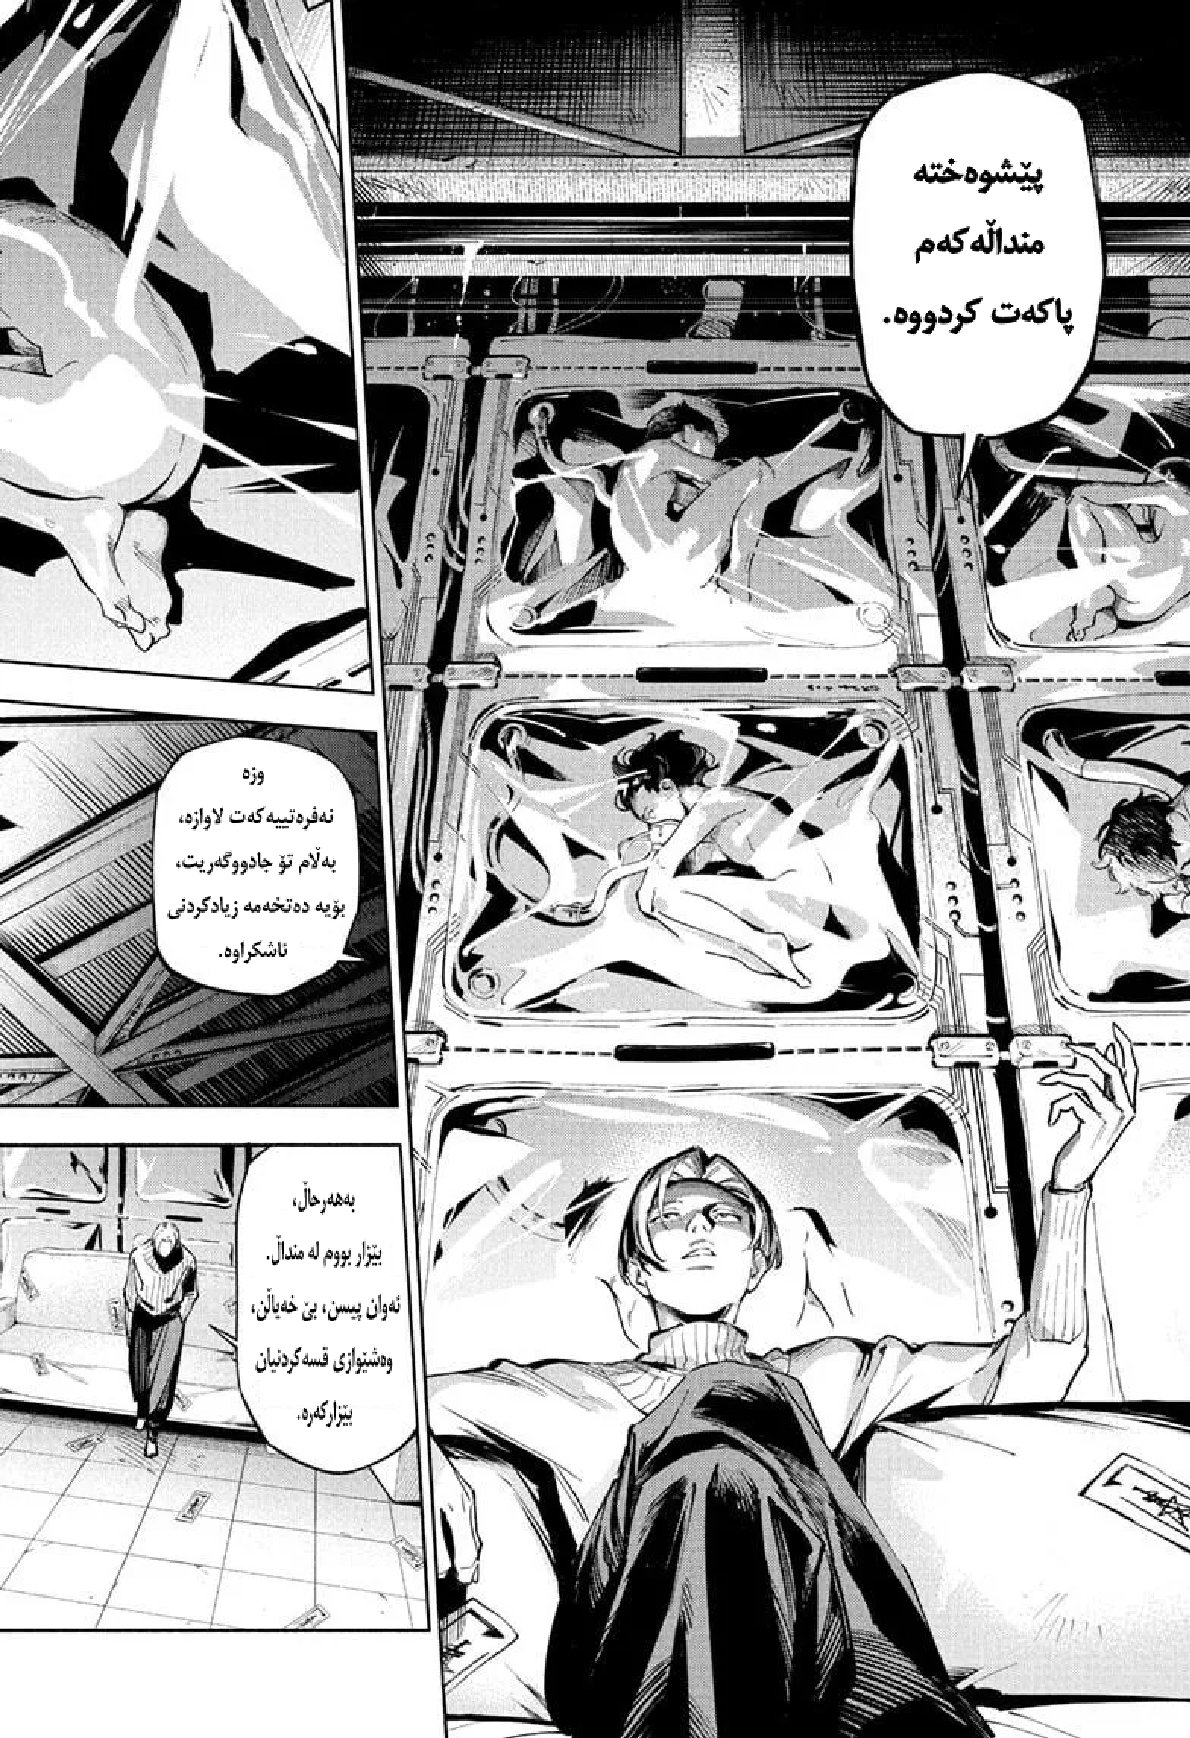 پێشوەختە
منداڵەکەم
پاکەت کردووە.
وزە
نەفرەتییەکەت لاوازە،
بەڵام تۆ جادووگەریت،
بۆیە دەتخەمە زیادکردنی
ئاشکراوە.
بەهەرحاڵ،
بێزار بووم لە منداڵ.
ئەوان پیسن، بێ خەیاڵن،
وەشێوازی قسەکردنیان
بێزارکەرە.